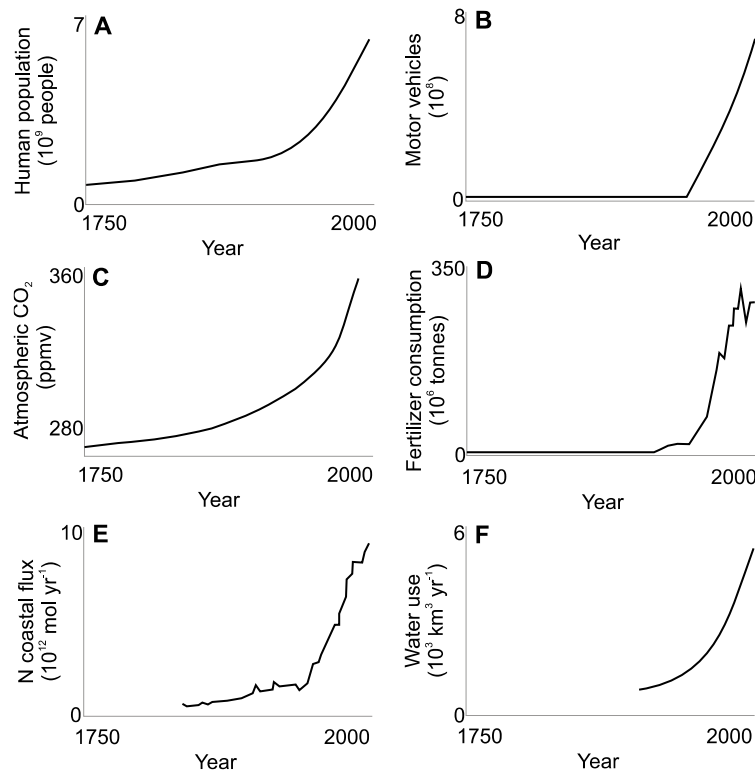 A
7
Human population
(10⁹ people)
0
1750
2000
Year
B
8
Motor vehicles
(10⁸)
0
1750
2000
Year
C
360
Atmospheric CO₂
(ppmv)
280
1750
2000
Year
D
350
Fertilizer consumption
(10⁶ tonnes)
0
1750
2000
Year
E
10
N coastal flux
(10¹² mol yr⁻¹)
0
1750
2000
Year
F
6
Water use
(10³ km³ yr⁻¹)
0
1750
2000
Year